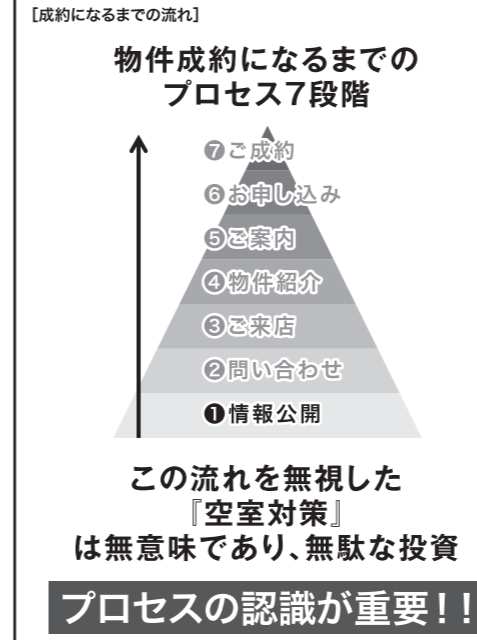 [成約になるまでの流れ]
物件成約になるまでの
プロセス7段階
❼ご成約
❻お申し込み
❺ご案内
❹物件紹介
❸ご来店
❷問い合わせ
❶情報公開
この流れを無視した
『空室対策』
は無意味であり、無駄な投資
プロセスの認識が重要！！